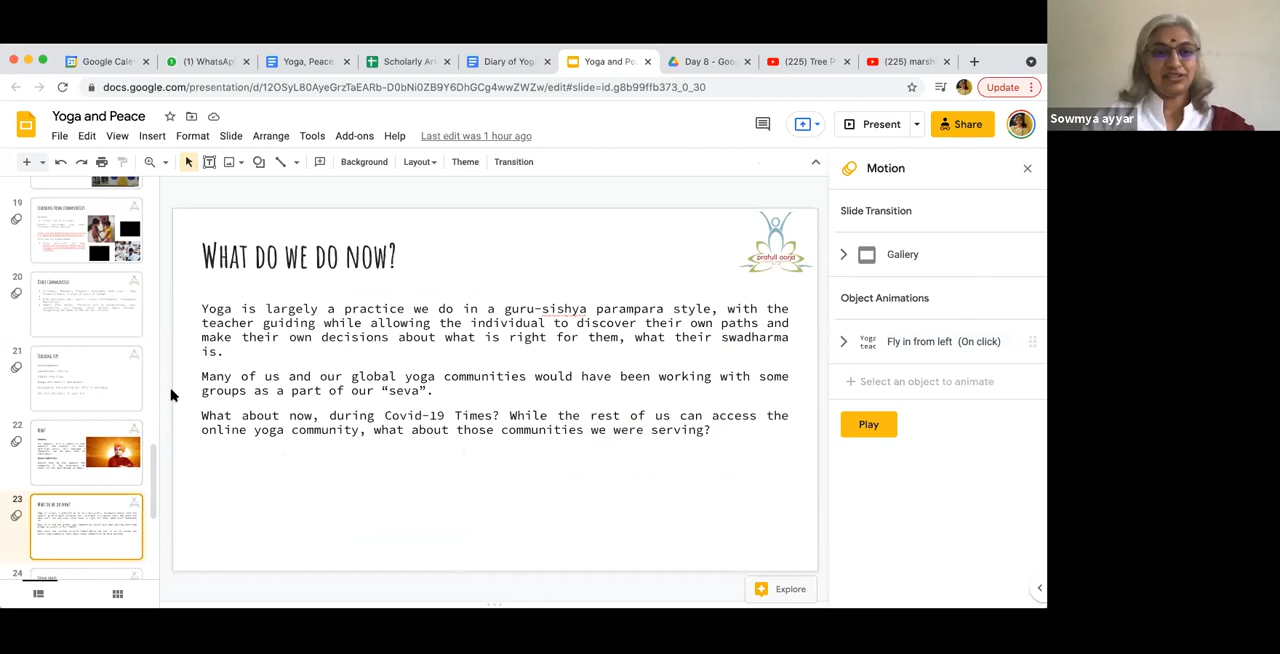 Google Cale
(1) WhatsAp
Yoga, Peace
Scholarly Ar
Diary of Yog
Yoga and Pe
Day 8 - Goo
(225) Tree P
(225) marsh
docs.google.com/presentation/d/12OSyL80AyeGrzTaEARb-D0bNi0ZB9Y6DhGCg4wwZWZw/edit#slide=id.g8b99ffb373_0_30
Update
Sowmya ayyar
Yoga and Peace
File Edit View Insert Format Slide Arrange Tools Add-ons Help Last edit was 1 hour ago
Present
Share
Background Layout Theme Transition
Motion
Slide Transition
Gallery
Object Animations
Yoga
teac
Fly in from left (On click)
Select an object to animate
Play
19
20
21
22
23
24
What do we do now?
prafull oorja
Yoga is largely a practice we do in a guru-sishya parampara style, with the
teacher guiding while allowing the individual to discover their own paths and
make their own decisions about what is right for them, what their swadharma
is.
Many of us and our global yoga communities would have been working with some
groups as a part of our “seva”.
What about now, during Covid-19 Times? While the rest of us can access the
online yoga community, what about those communities we were serving?
Explore